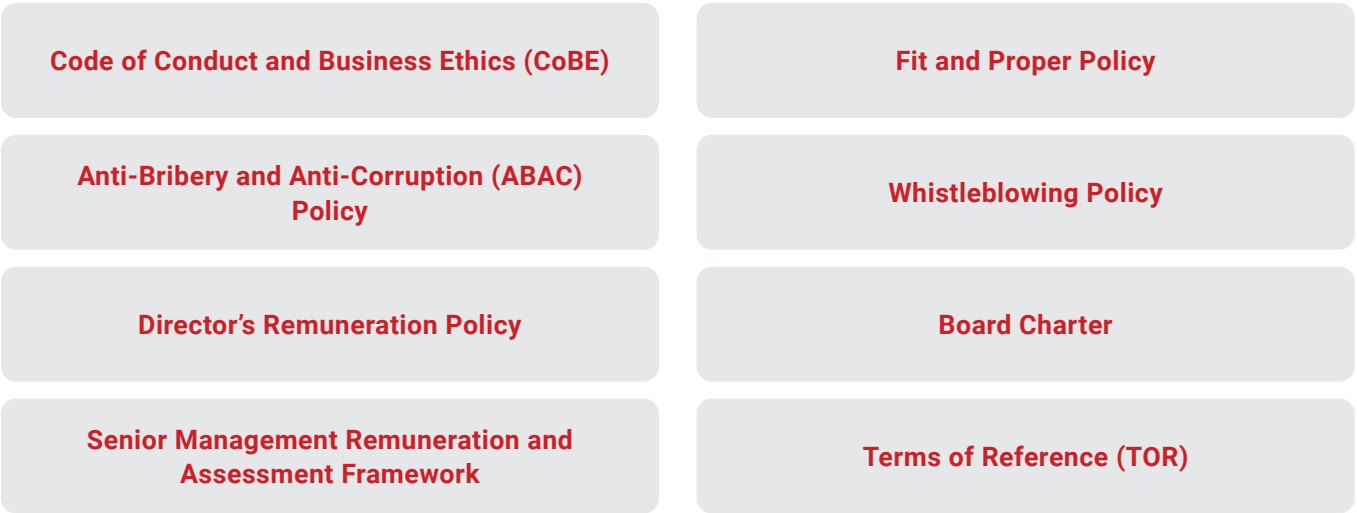 Code of Conduct and Business Ethics (CoBE)
Fit and Proper Policy
Anti-Bribery and Anti-Corruption (ABAC)
Policy
Whistleblowing Policy
Director’s Remuneration Policy
Board Charter
Senior Management Remuneration and
Assessment Framework
Terms of Reference (TOR)